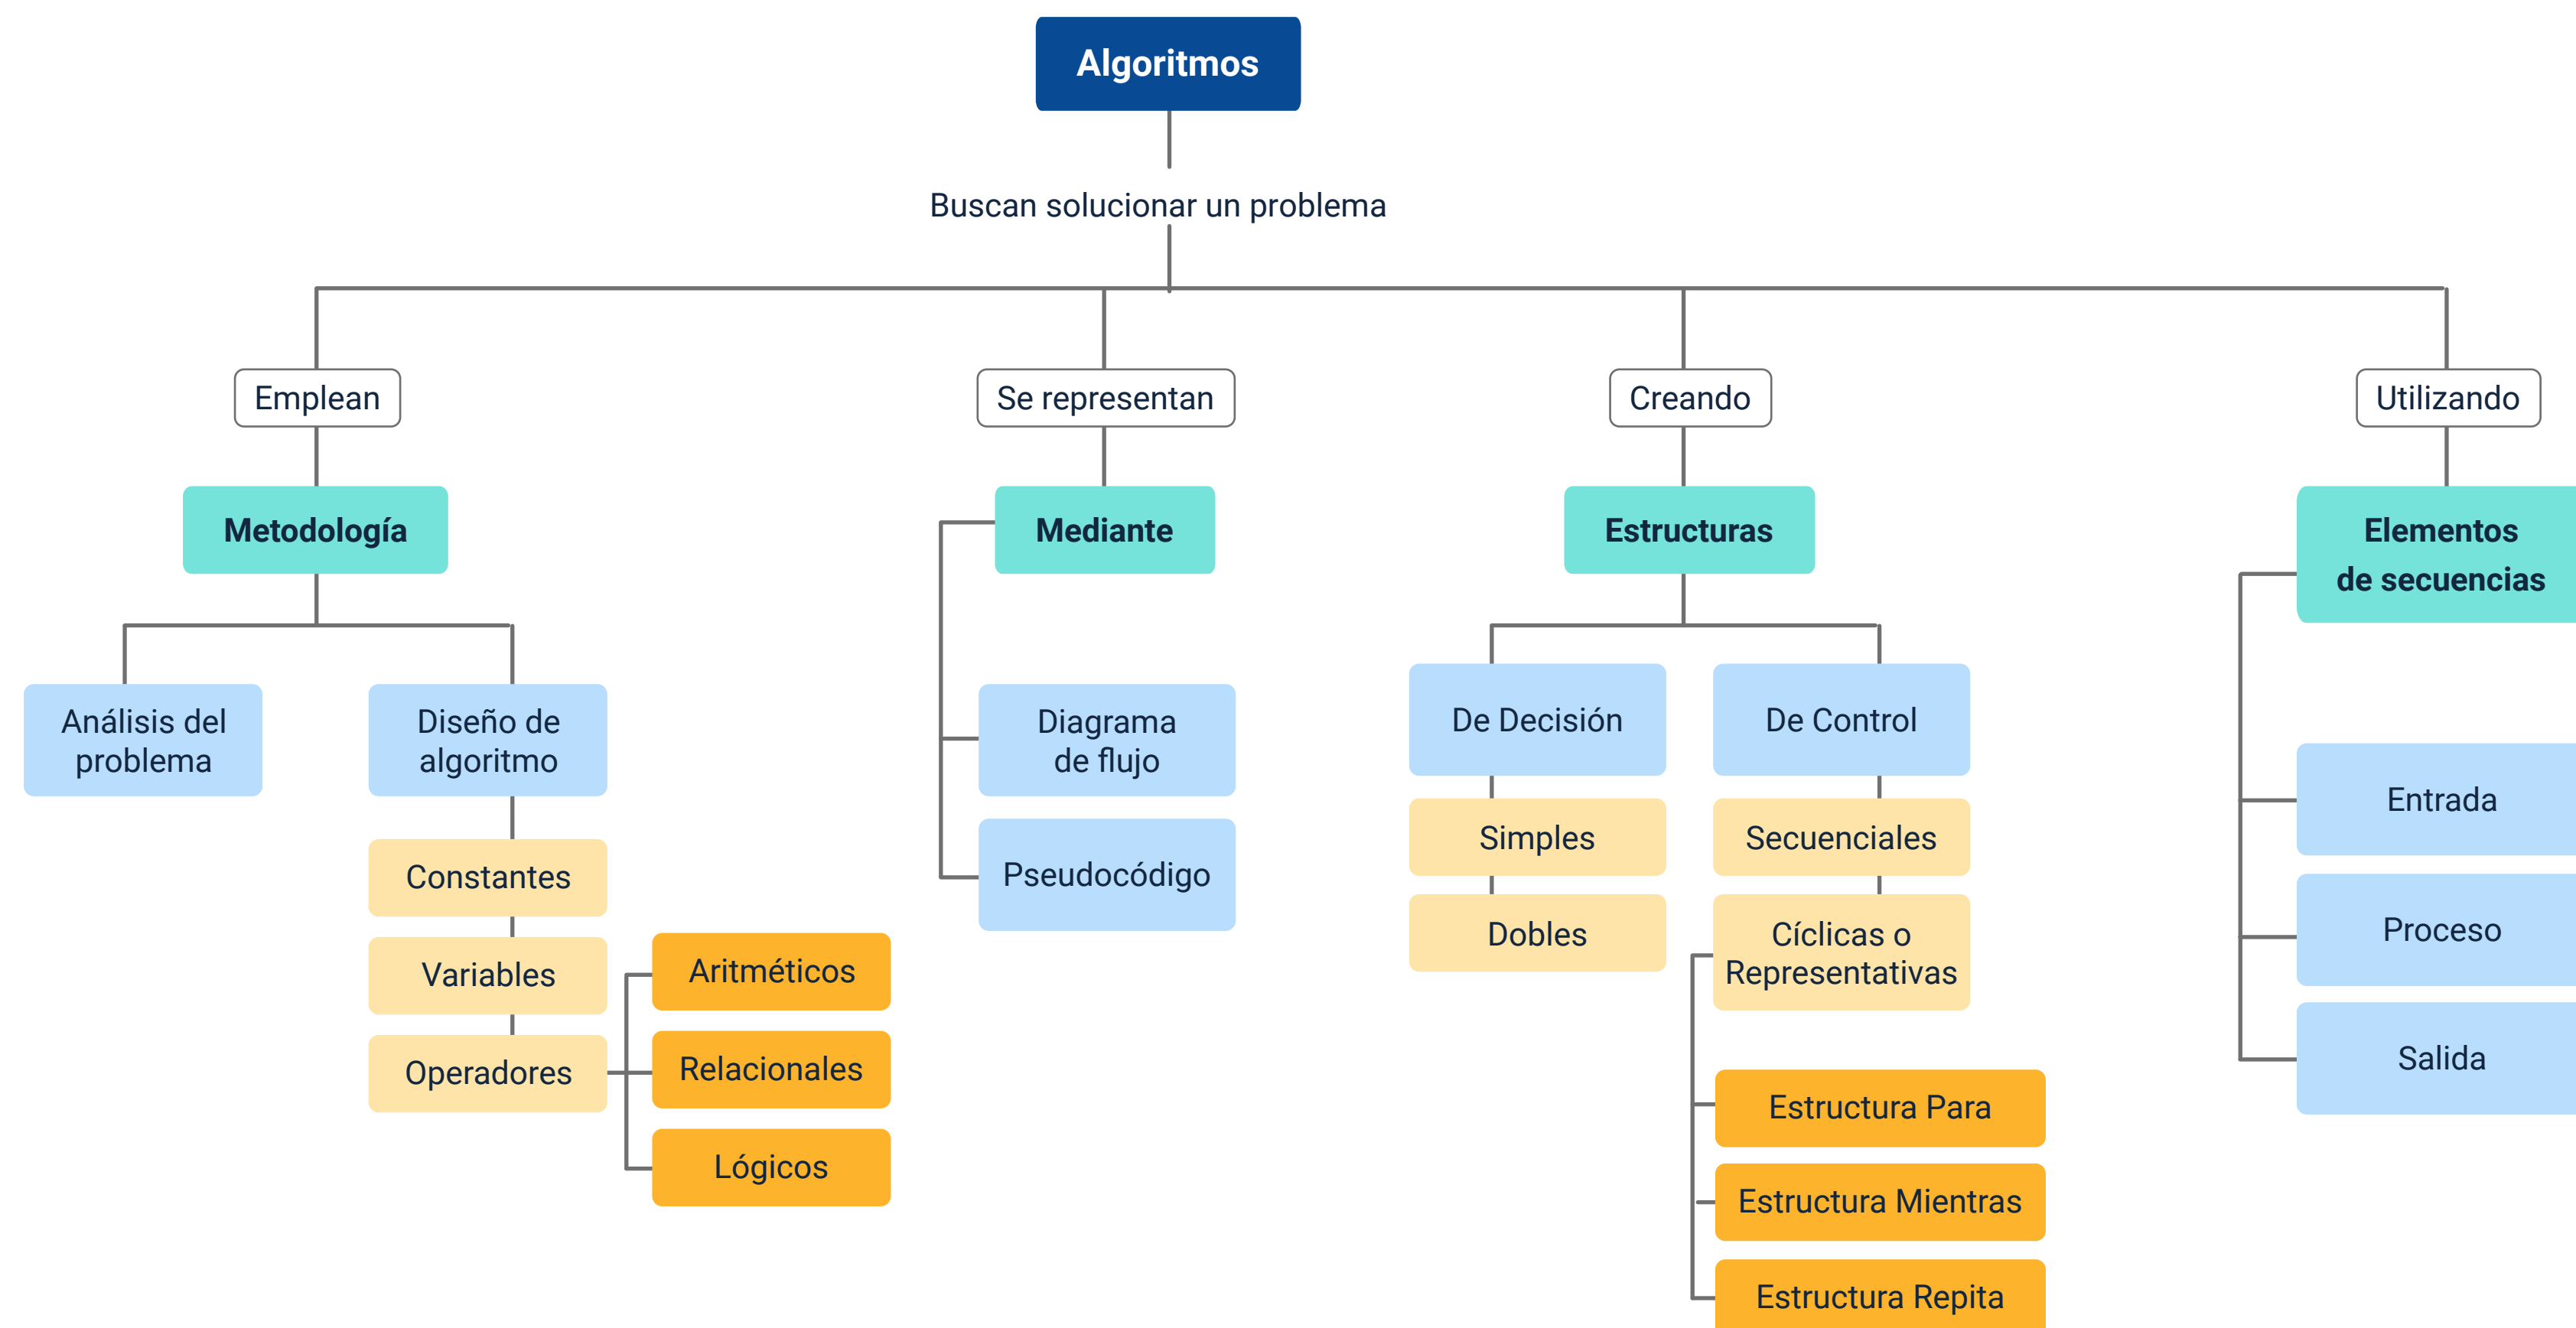 Algoritmos
Buscan solucionar un problema
Emplean
Se representan
Creando
Utilizando
Metodología
Mediante
Estructuras
Elementos
de secuencias
Análisis del
problema
Diseño de
algoritmo
Constantes
Variables
Operadores
Aritméticos
Relacionales
Lógicos
Diagrama
de flujo
Pseudocódigo
De Decisión
Simples
Dobles
De Control
Secuenciales
Cíclicas o
Representativas
Estructura Para
Estructura Mientras
Estructura Repita
Entrada
Proceso
Salida